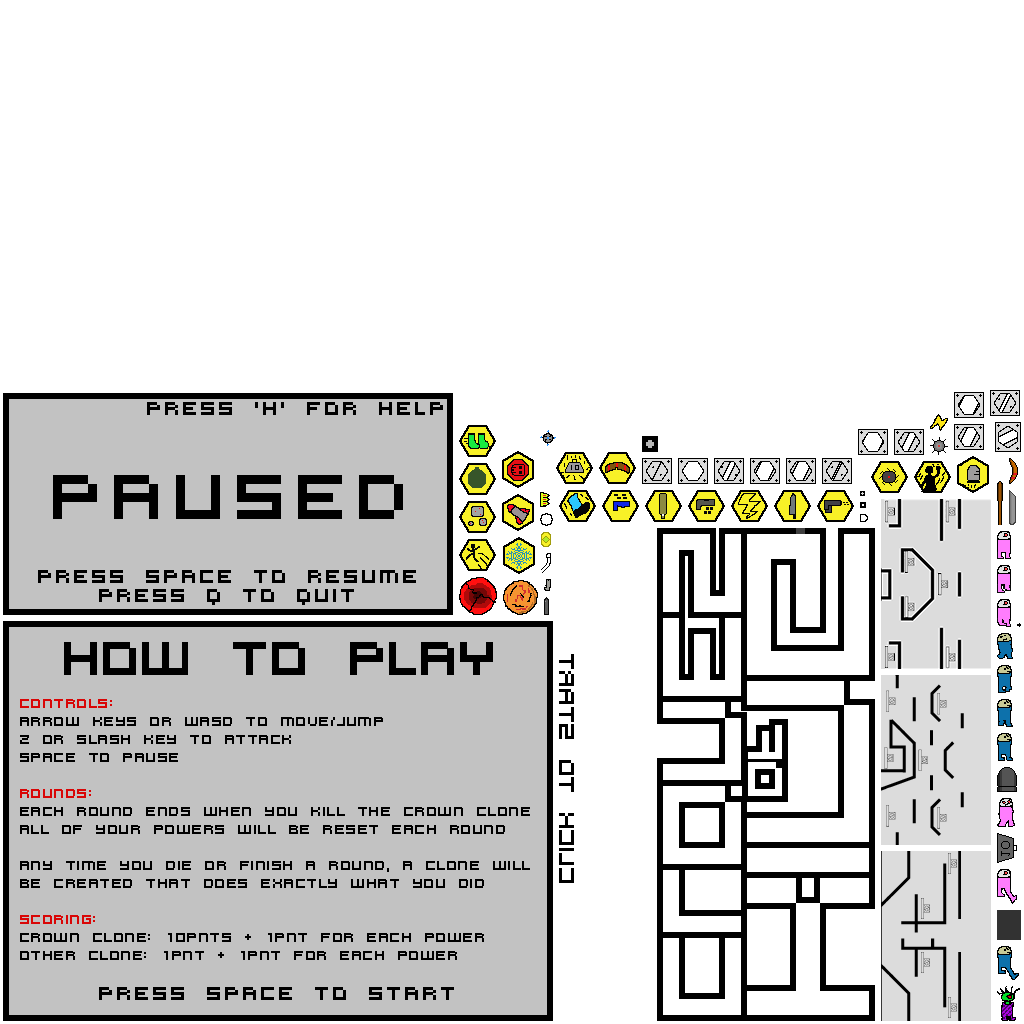 PRESS 'H' FOR HELP
PAUSED
PRESS SPACE TO RESUME
PRESS Q TO QUIT
HOW TO PLAY
CONTROLS:
ARROW KEYS OR WASD TO MOVE/JUMP
Z OR SLASH KEY TO ATTACK
SPACE TO PAUSE
ROUNDS:
EACH ROUND ENDS WHEN YOU KILL THE CROWN CLONE
ALL OF YOUR POWERS WILL BE RESET EACH ROUND
ANY TIME YOU DIE OR FINISH A ROUND, A CLONE WILL
BE CREATED THAT DOES EXACTLY WHAT YOU DID
SCORING:
CROWN CLONE: 10PNTS + 1PNT FOR EACH POWER
OTHER CLONE: 1PNT + 1PNT FOR EACH POWER
PRESS SPACE TO START
CLICK TO START